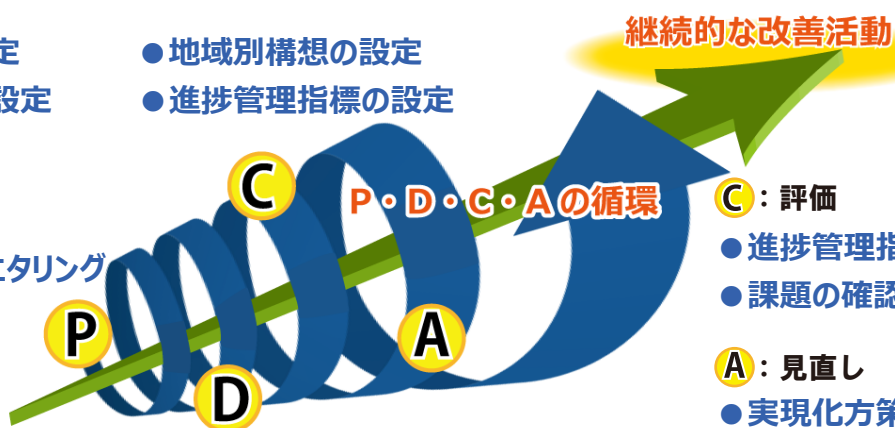 継続的な改善活動
定
●地域別構想の設定
設定
●進捗管理指標の設定
C
P・D・C・Aの循環
C：評価
●進捗管理指
ニタリング
●課題の確認
P
A
A：見直し
D
●実現化方策